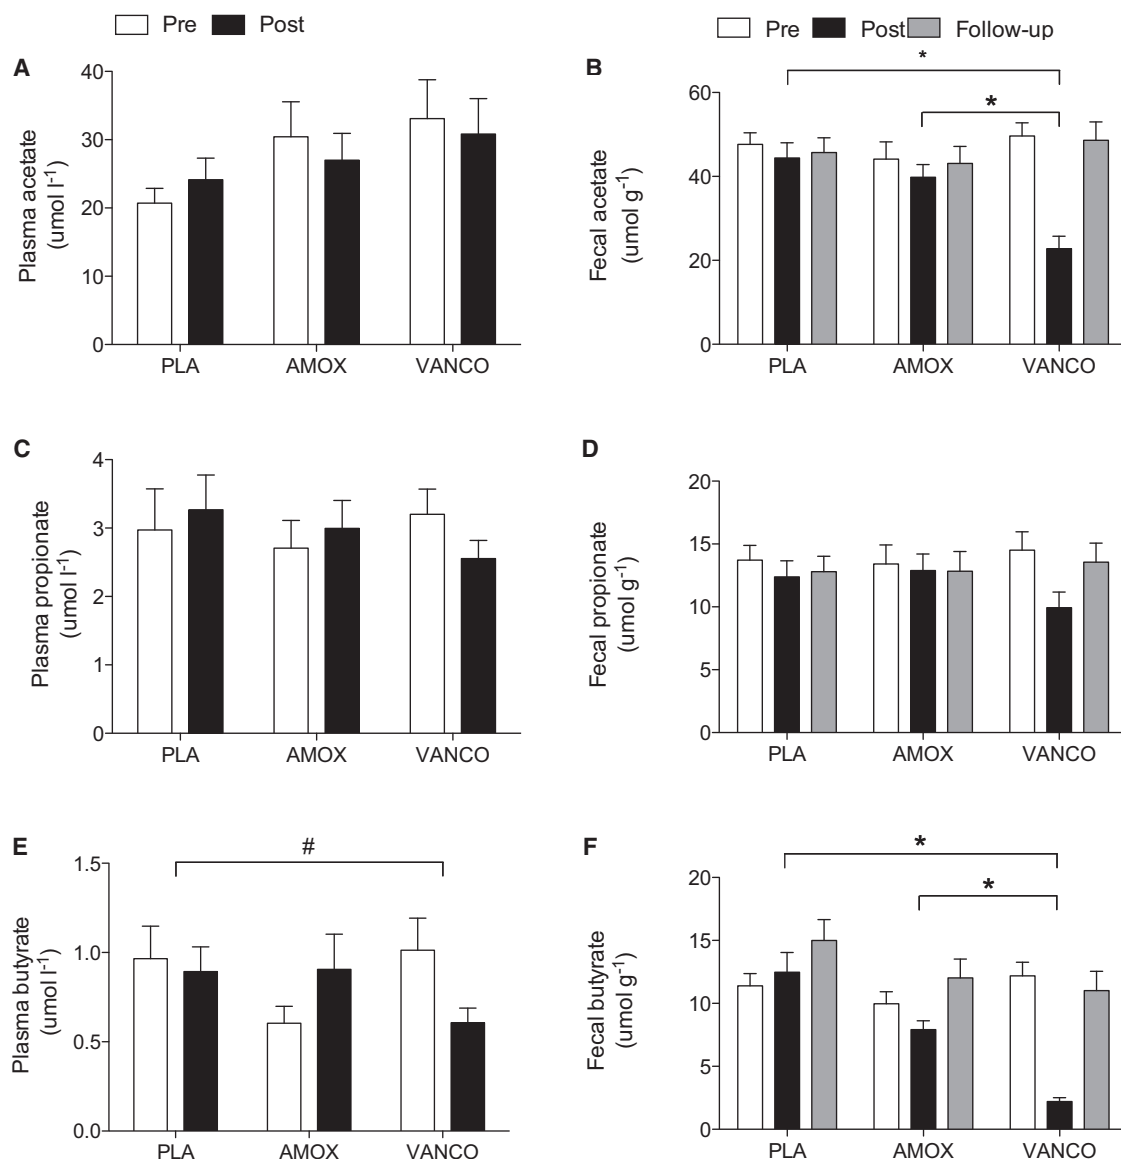 Pre Post
A
Plasma acetate
(umol l-1)
40
30
20
10
0
PLA AMOX VANCO
Pre Post Follow-up
B
*
*
Fecal acetate
(umol g-1)
60
40
20
0
PLA AMOX VANCO
C
Plasma propionate
(umol l-1)
4
3
2
1
0
PLA AMOX VANCO
D
Fecal propionate
(umol g-1)
20
15
10
5
0
PLA AMOX VANCO
E
#
Plasma butyrate
(umol l-1)
1.5
1.0
0.5
0.0
PLA AMOX VANCO
F
*
*
Fecal butyrate
(umol g-1)
20
15
10
5
0
PLA AMOX VANCO